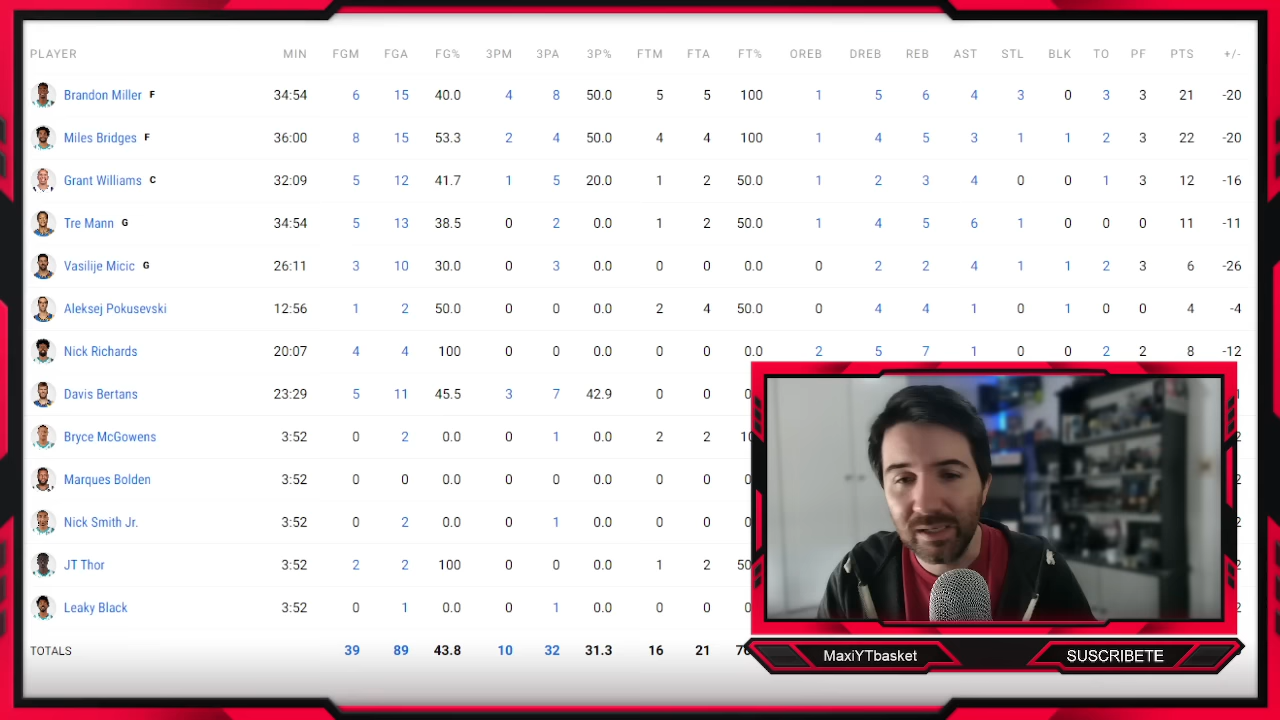 PLAYER MIN FGM FGA FG% 3PM 3PA 3P% FTM FTA FT% OREB DREB REB AST STL BLK TO PF PTS +/-
Brandon Miller F 34:54 6 15 40.0 4 8 50.0 5 5 100 1 5 6 4 3 0 3 3 21 -20
Miles Bridges F 36:00 8 15 53.3 2 4 50.0 4 4 100 1 4 5 3 1 1 2 3 22 -20
Grant Williams C 32:09 5 12 41.7 1 5 20.0 1 2 50.0 1 2 3 4 0 0 1 3 12 -16
Tre Mann G 34:54 5 13 38.5 0 2 0.0 1 2 50.0 1 4 5 6 1 0 0 0 11 -11
Vasilije Micic G 26:11 3 10 30.0 0 3 0.0 0 0 0.0 0 2 2 4 1 1 2 3 6 -26
Aleksej Pokusevski 12:56 1 2 50.0 0 0 0.0 2 4 50.0 0 4 4 1 0 1 0 0 4 -4
Nick Richards 20:07 4 4 100 0 0 0.0 0 0 0.0 2 5 7 1 0 0 2 2 8 -12
Davis Bertans 23:29 5 11 45.5 3 7 42.9 0 0
Bryce McGowens 3:52 0 2 0.0 0 1 0.0 2 2
Marques Bolden 3:52 0 0 0.0 0 0 0.0 0 0
Nick Smith Jr. 3:52 0 2 0.0 0 1 0.0 0 0
JT Thor 3:52 2 2 100 0 0 0.0 1 2
Leaky Black 3:52 0 1 0.0 0 1 0.0 0 0
TOTALS 39 89 43.8 10 32 31.3 16 21
MaxiYTbasket
SUSCRIBETE